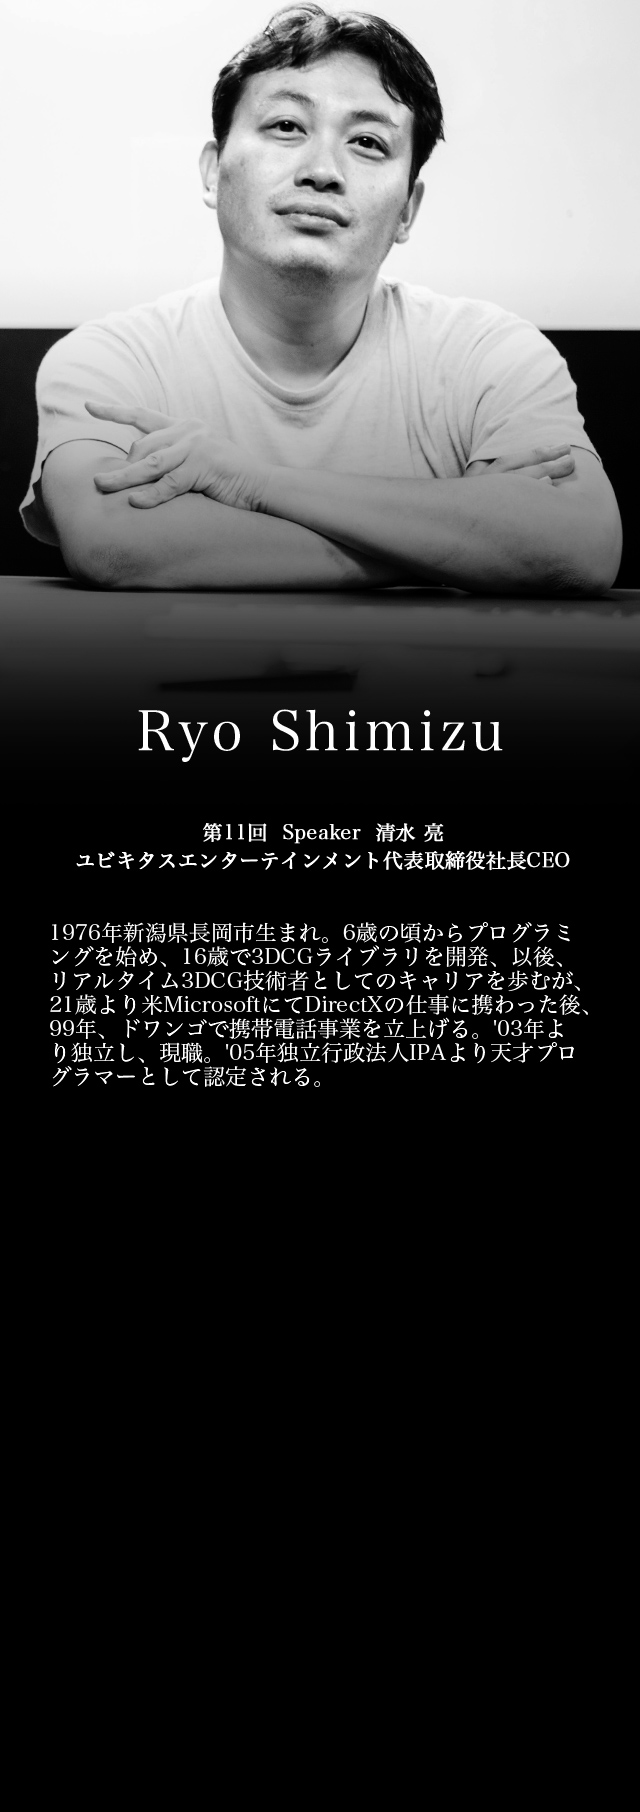 Ryo Shimizu
第11回 Speaker 清水 亮
ユビキタスエンターテインメント代表取締役社長CEO
1976年新潟県長岡市生まれ。6歳の頃からプログラミ
ングを始め、16歳で3DCGライブラリを開発、以後、
リアルタイム3DCG技術者としてのキャリアを歩むが、
21歳より米MicrosoftにてDirectXの仕事に携わった後、
99年、ドワンゴで携帯電話事業を立上げる。'03年よ
り独立し、現職。'05年独立行政法人IPAより天才プロ
グラマーとして認定される。